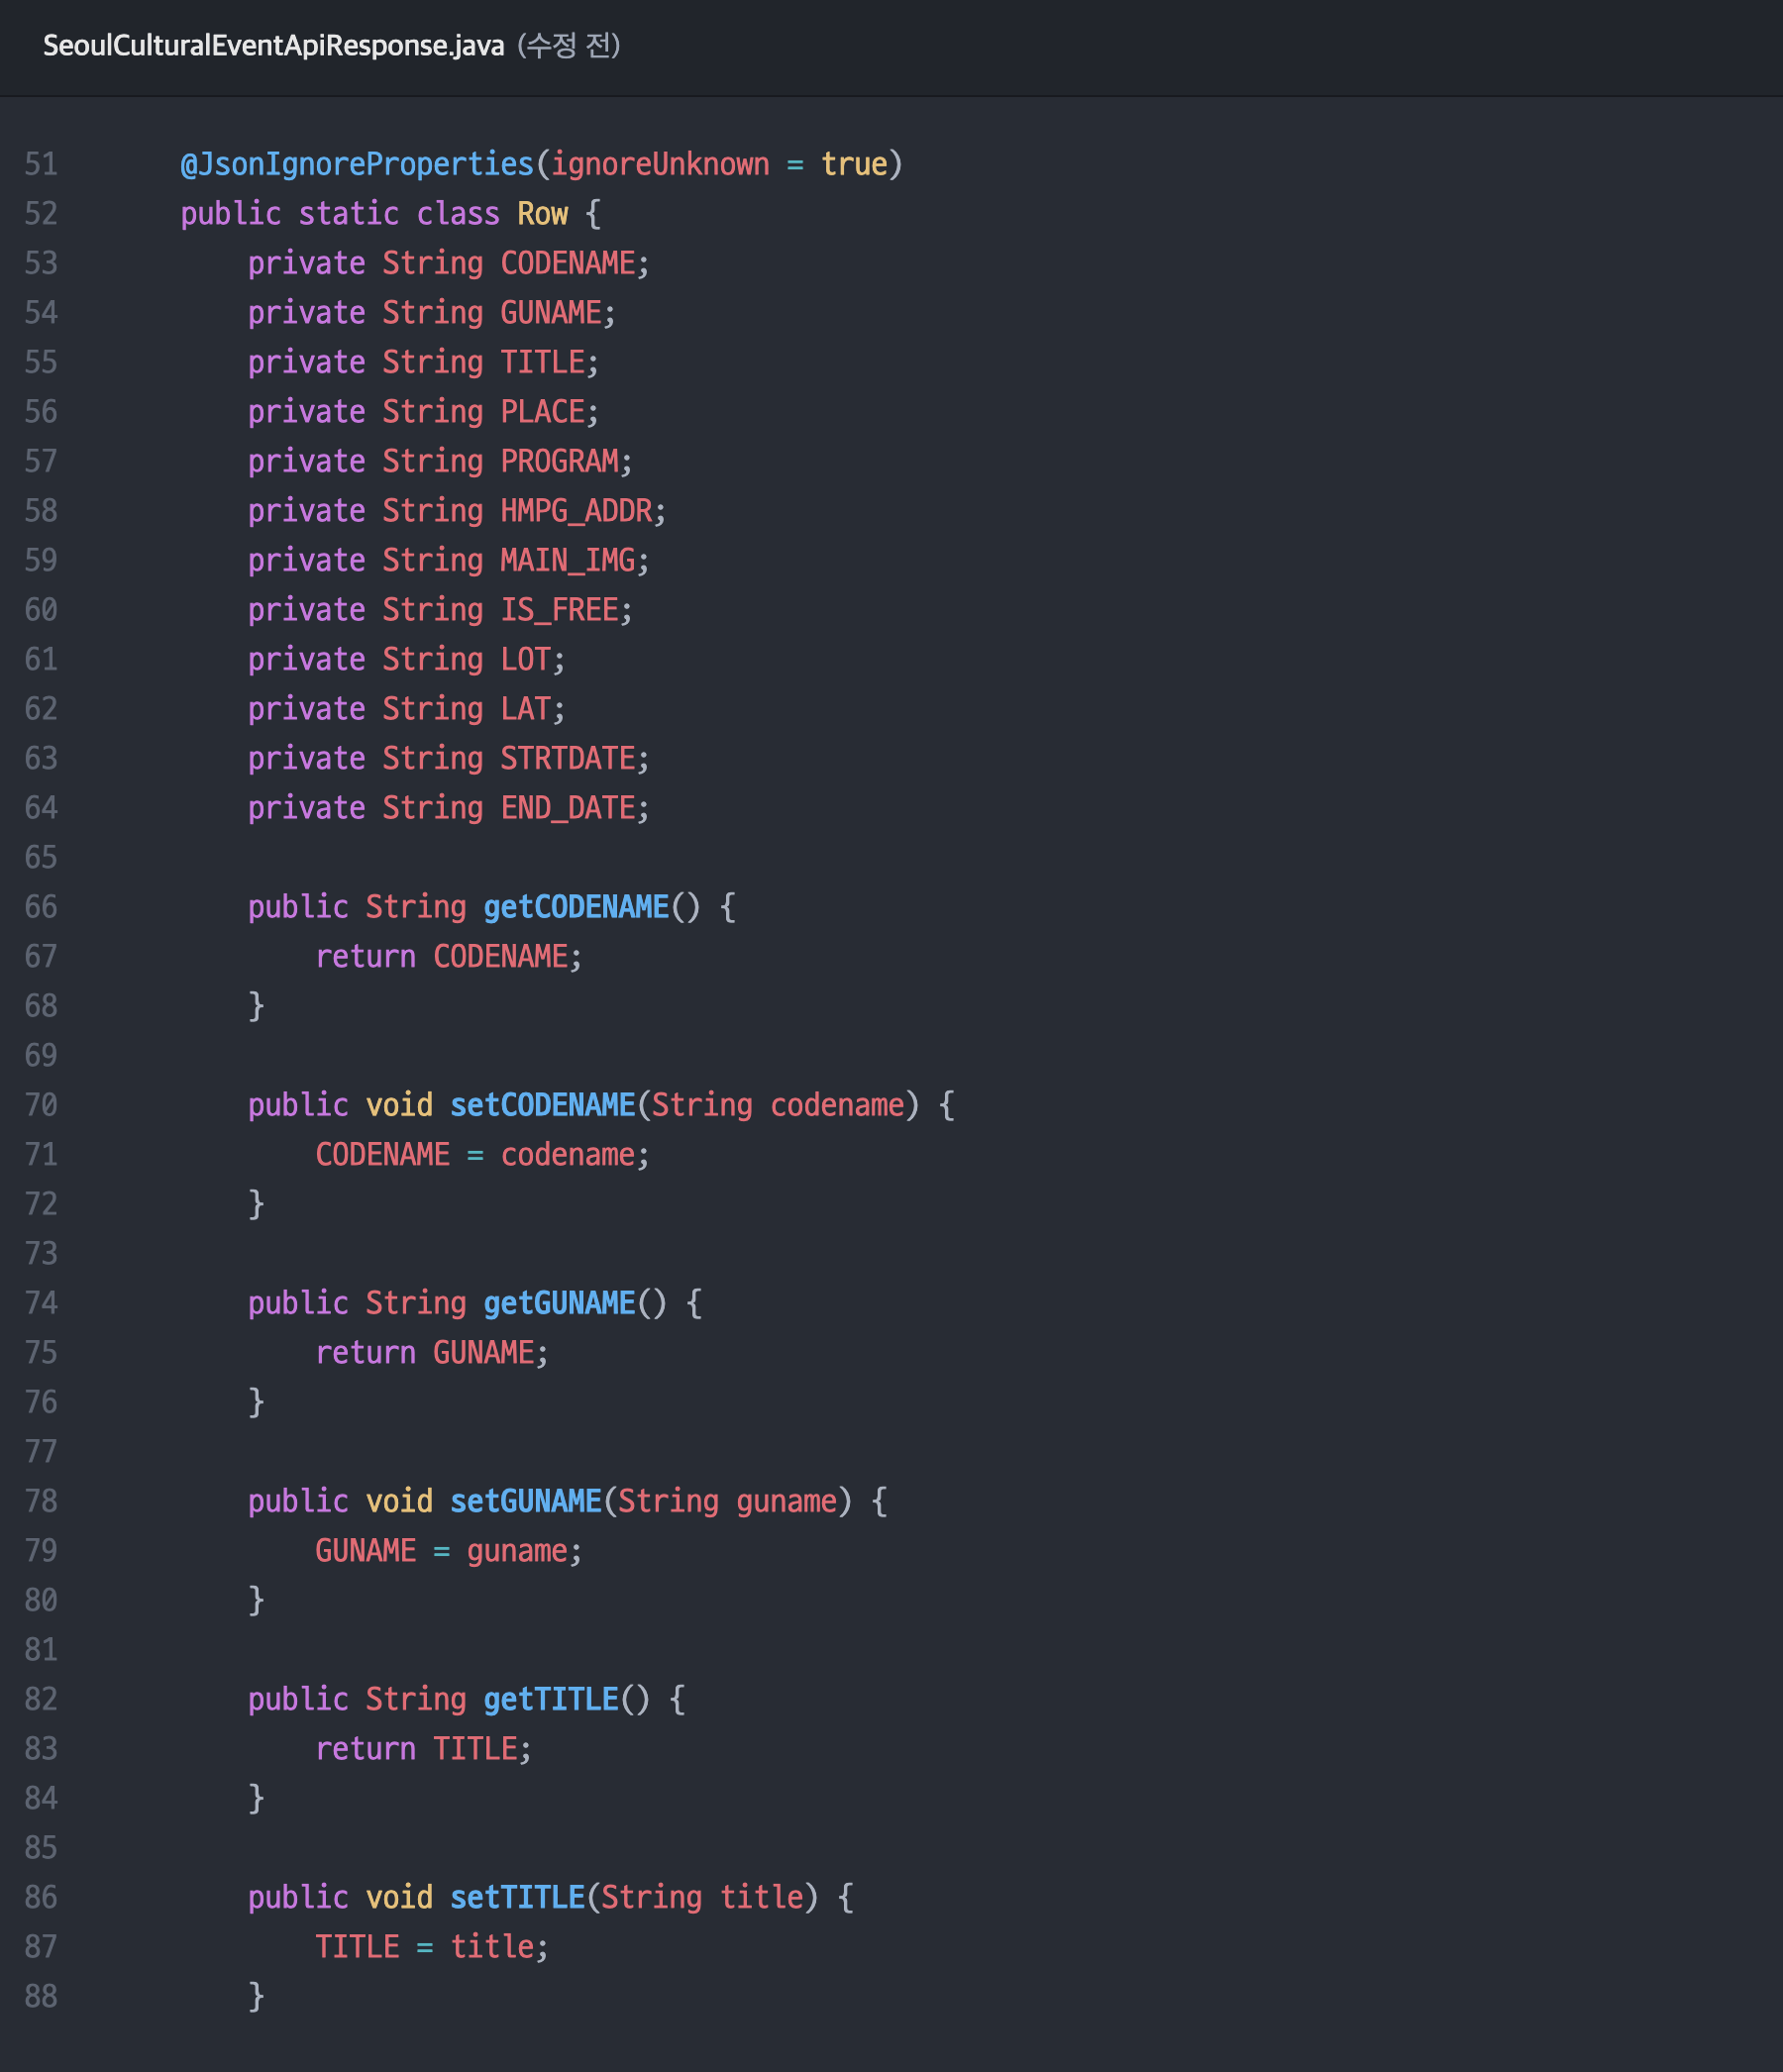 SeoulCulturalEventApiResponse.java (수정 전)
51 @JsonIgnoreProperties(ignoreUnknown = true)
52 public static class Row {
53 private String CODENAME;
54 private String GUNAME;
55 private String TITLE;
56 private String PLACE;
57 private String PROGRAM;
58 private String HMPG_ADDR;
59 private String MAIN_IMG;
60 private String IS_FREE;
61 private String LOT;
62 private String LAT;
63 private String STRTDATE;
64 private String END_DATE;
65
66 public String getCODENAME() {
67 return CODENAME;
68 }
69
70 public void setCODENAME(String codename) {
71 CODENAME = codename;
72 }
73
74 public String getGUNAME() {
75 return GUNAME;
76 }
77
78 public void setGUNAME(String guname) {
79 GUNAME = guname;
80 }
81
82 public String getTITLE() {
83 return TITLE;
84 }
85
86 public void setTITLE(String title) {
87 TITLE = title;
88 }